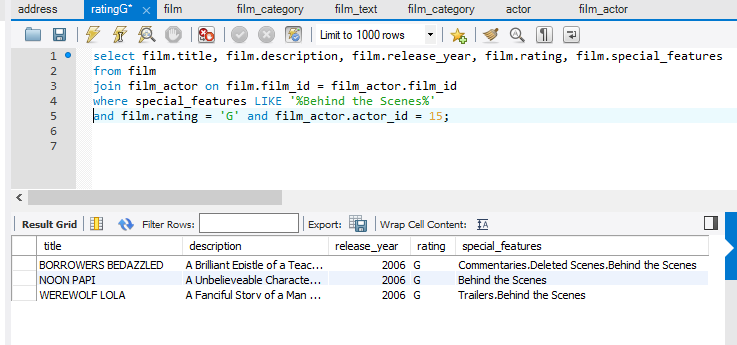 address ratingG* × film film_category film_text film_category actor film_actor
Limit to 1000 rows
1 select film.title, film.description, film.release_year, film.rating, film.special_features
2 from film
3 join film_actor on film.film_id = film_actor.film_id
4 where special_features LIKE '%Behind the Scenes%'
5 and film.rating = 'G' and film_actor.actor_id = 15;
6
7
Result Grid Filter Rows: Export: Wrap Cell Content: IA
title description release_year rating special_features
BORROWERS BEDAZZLED A Brilliant Epistle of a Teac... 2006 G Commentaries,Deleted Scenes,Behind the Scenes
NOON PAPI A Unbelieveable Characte... 2006 G Behind the Scenes
WEREWOLF LOLA A Fanciful Story of a Man ... 2006 G Trailers,Behind the Scenes